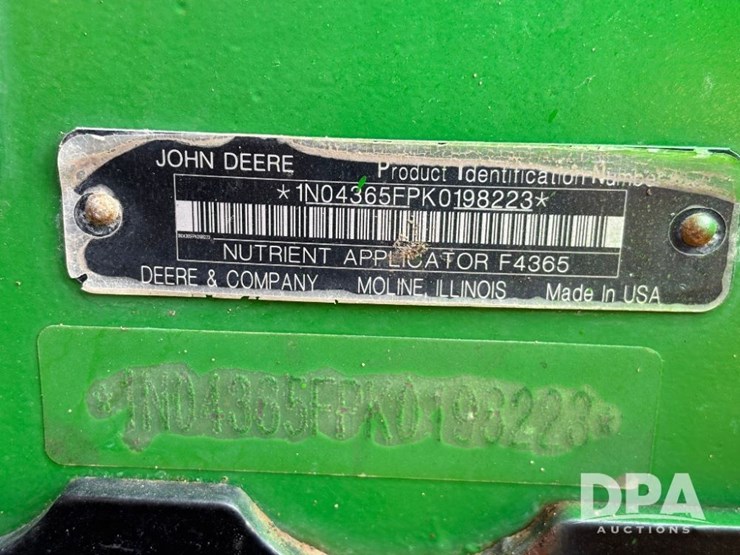 JOHN DEERE Product Identification Number
*1N04365FPK0198223*
NUTRIENT APPLICATOR F4365
DEERE & COMPANY MOLINE, ILLINOIS Made In USA
*1N04365FPK0198223*
DPA
AUCTIONS